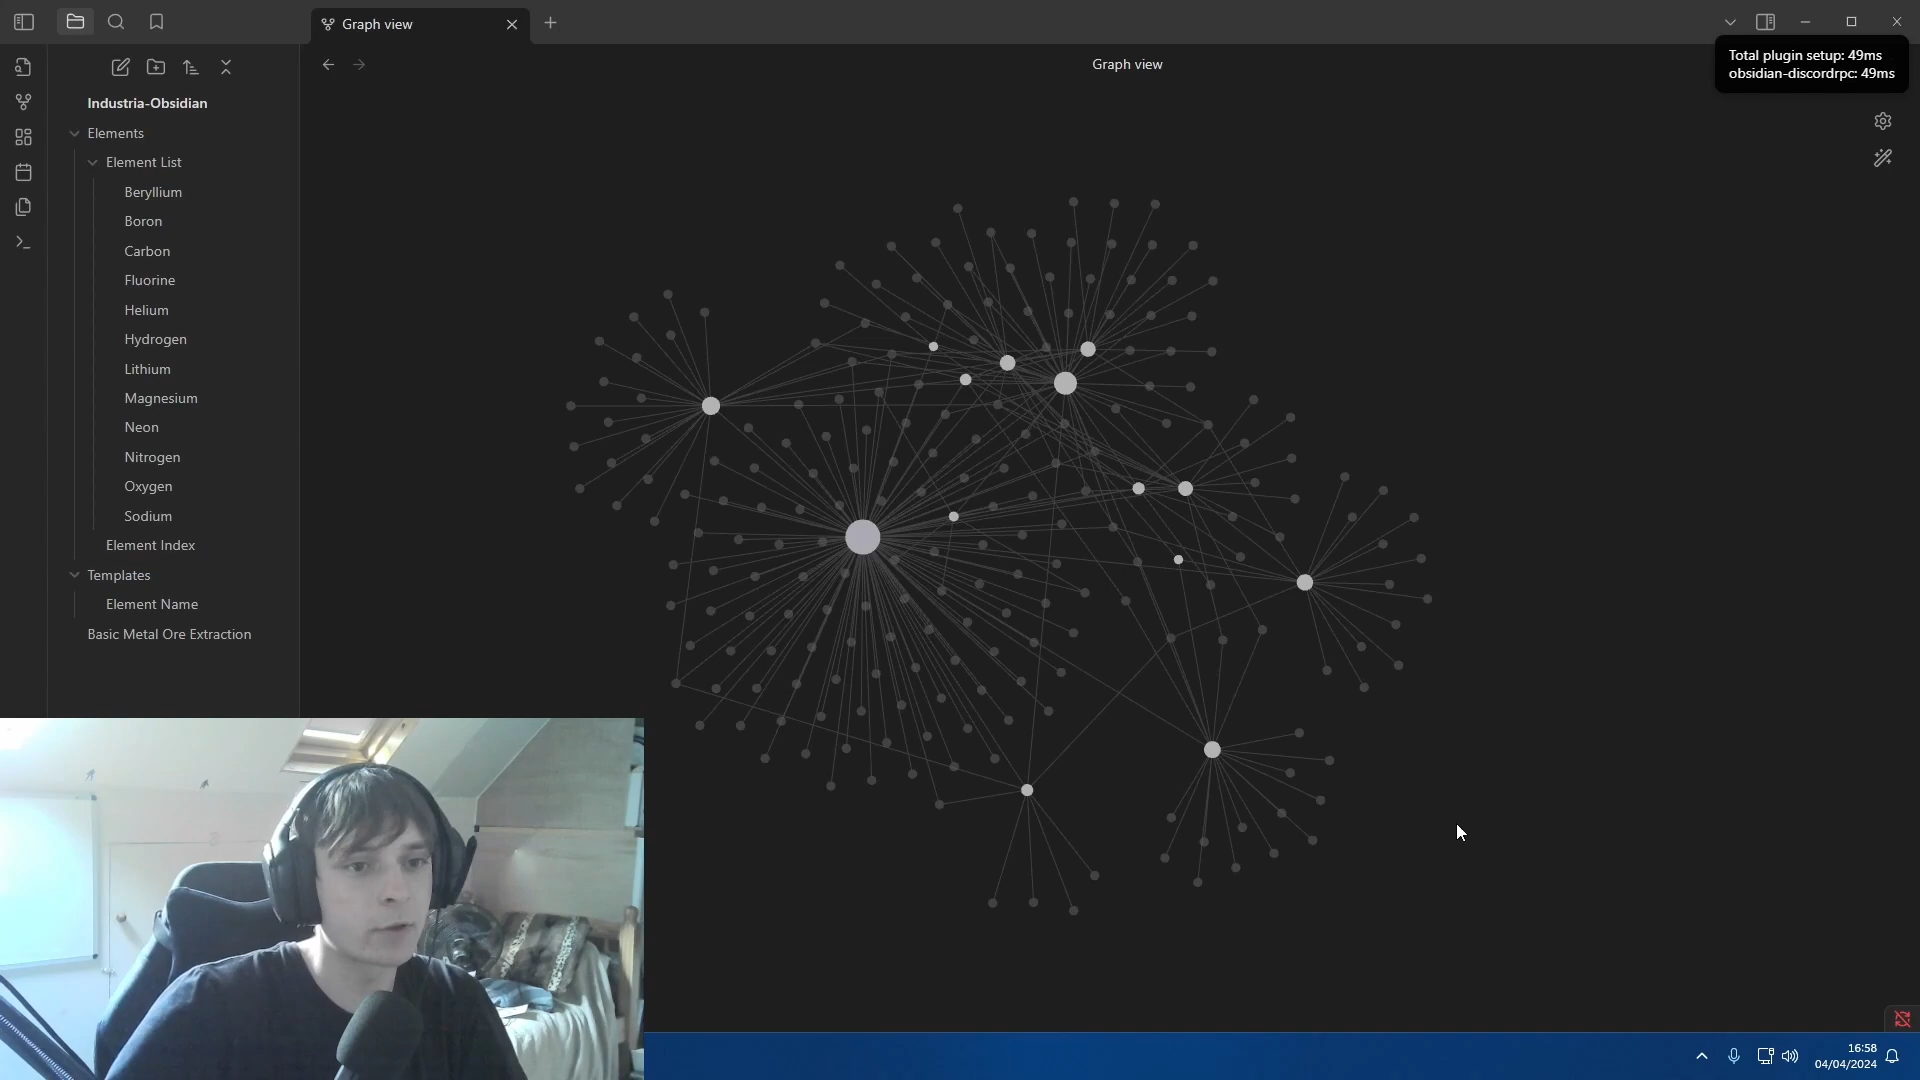 Graph view
Graph view
Total plugin setup: 49ms
obsidian-discordrpc: 49ms
Industria-Obsidian
Elements
Element List
Beryllium
Boron
Carbon
Fluorine
Helium
Hydrogen
Lithium
Magnesium
Neon
Nitrogen
Oxygen
Sodium
Element Index
Templates
Element Name
Basic Metal Ore Extraction
16:58
04/04/2024